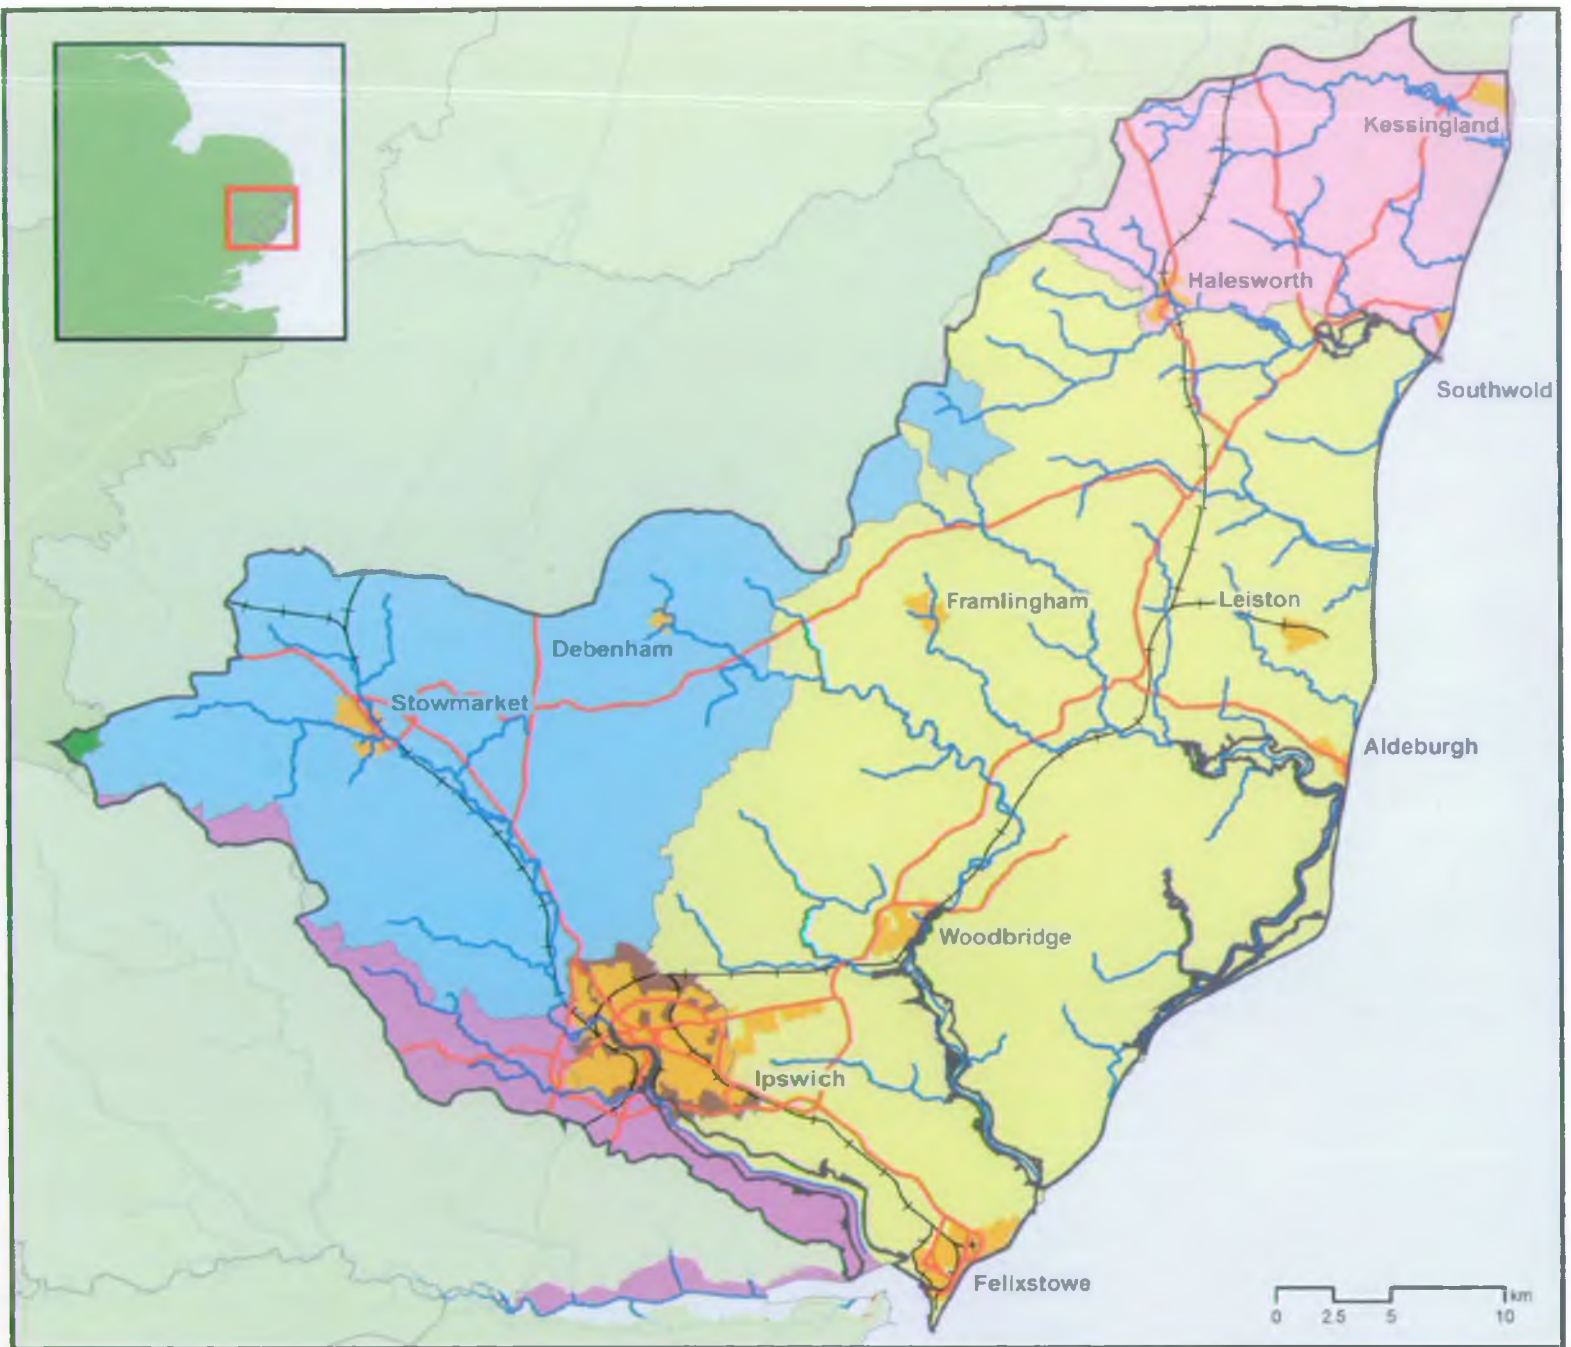 Kessingland
Halesworth
Southwold
Framlingham
Leiston
Debenham
Stowmarket
Aldeburgh
Woodbridge
Ipswich
Felixstowe
km
0 2.5 5 10